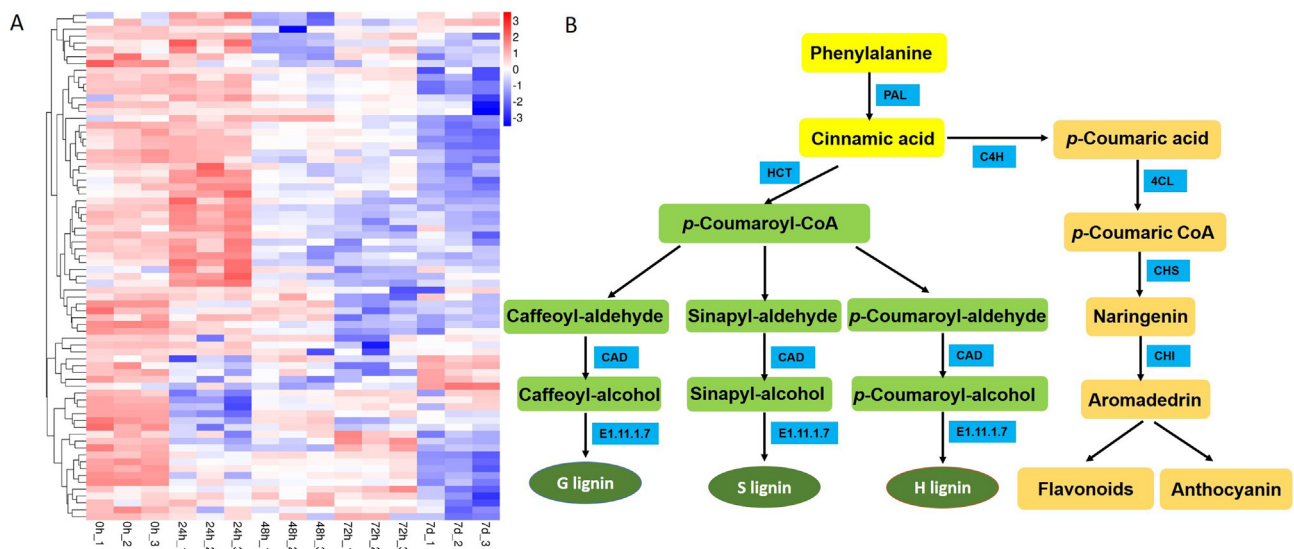 A
3
2
1
0
-1
-2
-3
0h_1
0h_2
0h_3
24h_1
24h_2
24h_3
48h_1
48h_2
48h_3
72h_1
72h_2
72h_3
7d_1
7d_2
7d_3
B
Phenylalanine
PAL
Cinnamic acid
C4H
p-Coumaric acid
HCT
4CL
p-Coumaroyl-CoA
p-Coumaric CoA
CHS
Caffeoyl-aldehyde
Sinapyl-aldehyde
p-Coumaroyl-aldehyde
Naringenin
CAD
CAD
CAD
CHI
Caffeoyl-alcohol
Sinapyl-alcohol
p-Coumaroyl-alcohol
Aromadedrin
E1.11.1.7
E1.11.1.7
E1.11.1.7
G lignin
S lignin
H lignin
Flavonoids
Anthocyanin